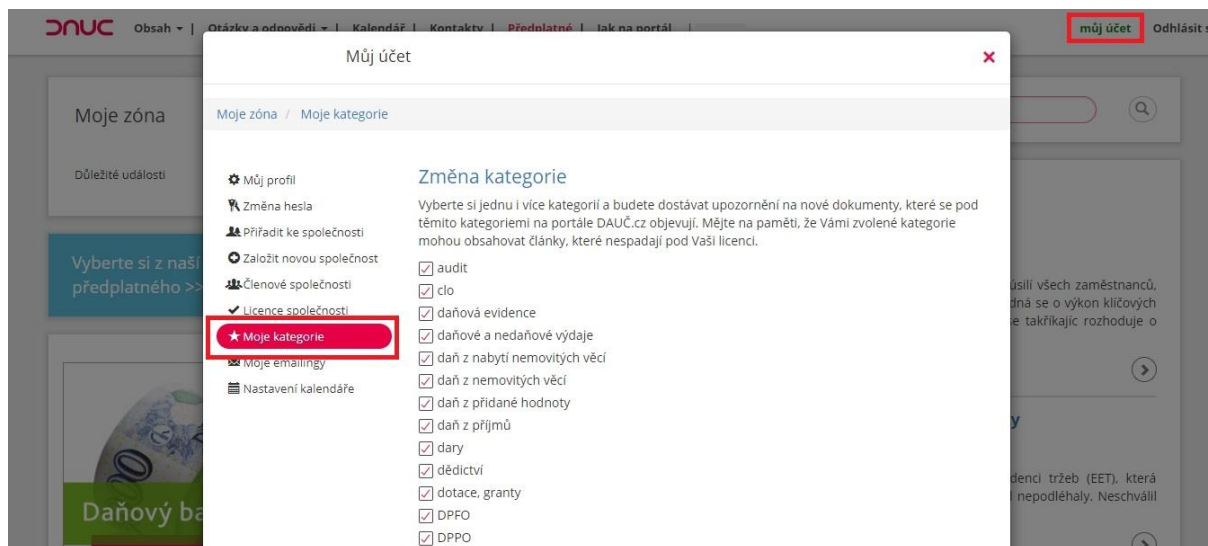 DAUC Obsah | Otázky a odpovědi | Kalendář | Kontakty | Předplatné | Jak na portál | můj účet Odhlásit s
Můj účet
Moje zóna
Moje zóna / Moje kategorie
Důležité události
Můj profil
Změna hesla
Přiřadit ke společnosti
Založit novou společnost
Členové společnosti
Licence společnosti
Moje kategorie
Moje emailingy
Nastavení kalendáře
Změna kategorie
Vyberte si jednu i více kategorií a budete dostávat upozornění na nové dokumenty, které se pod
těmito kategoriemi na portále DAUČ.cz objevují. Mějte na paměti, že Vámi zvolené kategorie
mohou obsahovat články, které nespadají pod Vaši licenci.
audit
clo
daňová evidence
daňové a nedaňové výdaje
daň z nabytí nemovitých věcí
daň z nemovitých věcí
daň z přidané hodnoty
daň z příjmů
dary
dědictví
dotace, granty
DPFO
DPPO
Vyberte si z naší
předplatného >>
Daňový ba
úsilí všech zaměstnanců,
dná se o výkon klíčových
se takříkajíc rozhoduje o
y
denci tržeb (EET), která
nepodléhaly. Neschválil